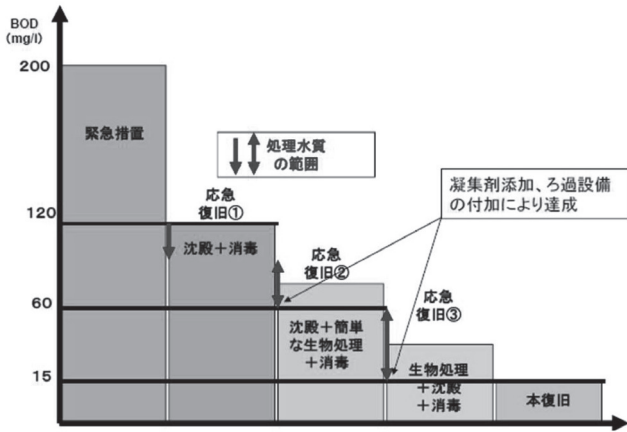 BOD
(mg/l)
200
緊急措置
処理水質
の範囲
凝集剤添加、ろ過設備
の付加により達成
応急
復旧①
120
沈殿+消毒
応急
復旧②
60
応急
復旧③
沈殿+簡単
な生物処理
+消毒
15
生物処理
+沈殿
+消毒
本復旧